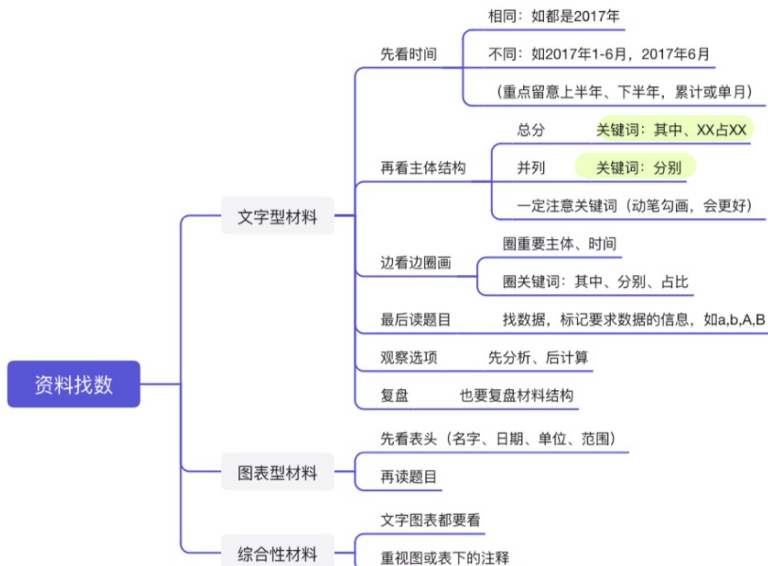 资料找数
文字型材料
先看时间
相同：如都是2017年
不同：如2017年1-6月，2017年6月
（重点留意上半年、下半年，累计或单月）
再看主体结构
总分 关键词：其中、XX占XX
并列 关键词：分别
一定注意关键词（动笔勾画，会更好）
边看边圈画
圈重要主体、时间
圈关键词：其中、分别、占比
最后读题目 找数据，标记要求数据的信息，如a,b,A,B
观察选项 先分析、后计算
复盘 也要复盘材料结构
图表型材料
先看表头（名字、日期、单位、范围）
再读题目
综合性材料
文字图表都要看
重视图或表下的注释